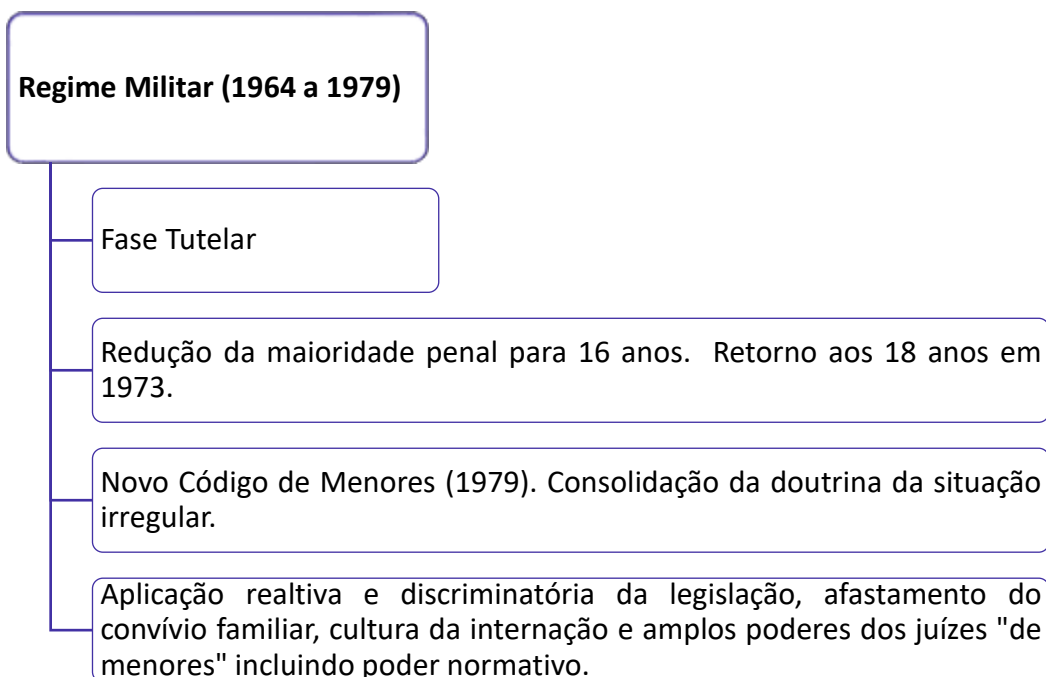 Regime Militar (1964 a 1979)
Fase Tutelar
Redução da maioridade penal para 16 anos. Retorno aos 18 anos em
1973.
Novo Código de Menores (1979). Consolidação da doutrina da situação
irregular.
Aplicação realtiva e discriminatória da legislação, afastamento do
convívio familiar, cultura da internação e amplos poderes dos juízes "de
menores" incluindo poder normativo.